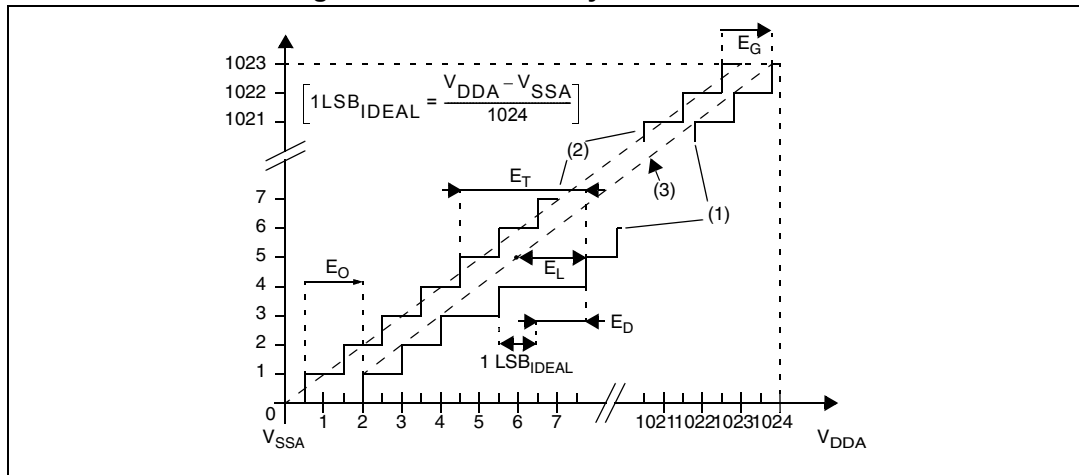 E_G
1023
1022
1021
[1LSB_IDEAL = V_DDA – V_SSA / 1024]
(2)
(3)
(1)
E_T
7
6
5
4
3
2
1
0
E_O
E_L
E_D
1 LSB_IDEAL
1 2 3 4 5 6 7 1021 1022 1023 1024
V_SSA
V_DDA